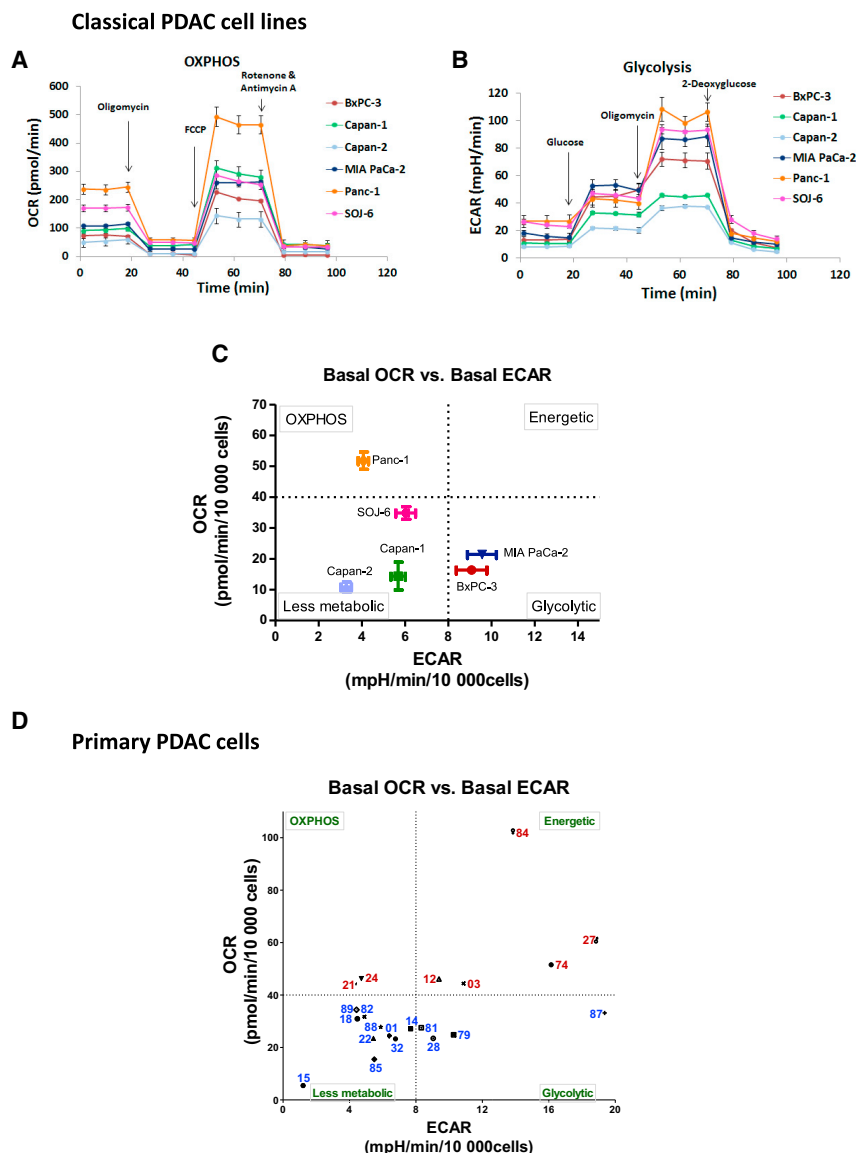 Classical PDAC cell lines
A
OXPHOS
OCR (pmol/min)
600
500
400
300
200
100
0
0 20 40 60 80 100 120
Time (min)
Oligomycin
FCCP
Rotenone &
Antimycin A
BxPC-3
Capan-1
Capan-2
MIA PaCa-2
Panc-1
SOJ-6
B
Glycolysis
ECAR (mpH/min)
120
100
80
60
40
20
0
0 20 40 60 80 100 120
Time (min)
Glucose
Oligomycin
2-Deoxyglucose
BxPC-3
Capan-1
Capan-2
MIA PaCa-2
Panc-1
SOJ-6
C
Basal OCR vs. Basal ECAR
OCR
(pmol/min/10 000 cells)
70
60
50
40
30
20
10
0
OXPHOS
Energetic
Panc-1
SOJ-6
Capan-1
MIA PaCa-2
Capan-2
BxPC-3
Less metabolic
Glycolytic
0 2 4 6 8 10 12 14
ECAR
(mpH/min/10 000cells)
D
Primary PDAC cells
Basal OCR vs. Basal ECAR
OCR
(pmol/min/10 000 cells)
100
80
60
40
20
0
OXPHOS
Energetic
84
27
74
21 24
12 03
89 82
18
87
88 01 14 81 79
22 32 28
85
15
Less metabolic
Glycolytic
0 4 8 12 16 20
ECAR
(mpH/min/10 000cells)